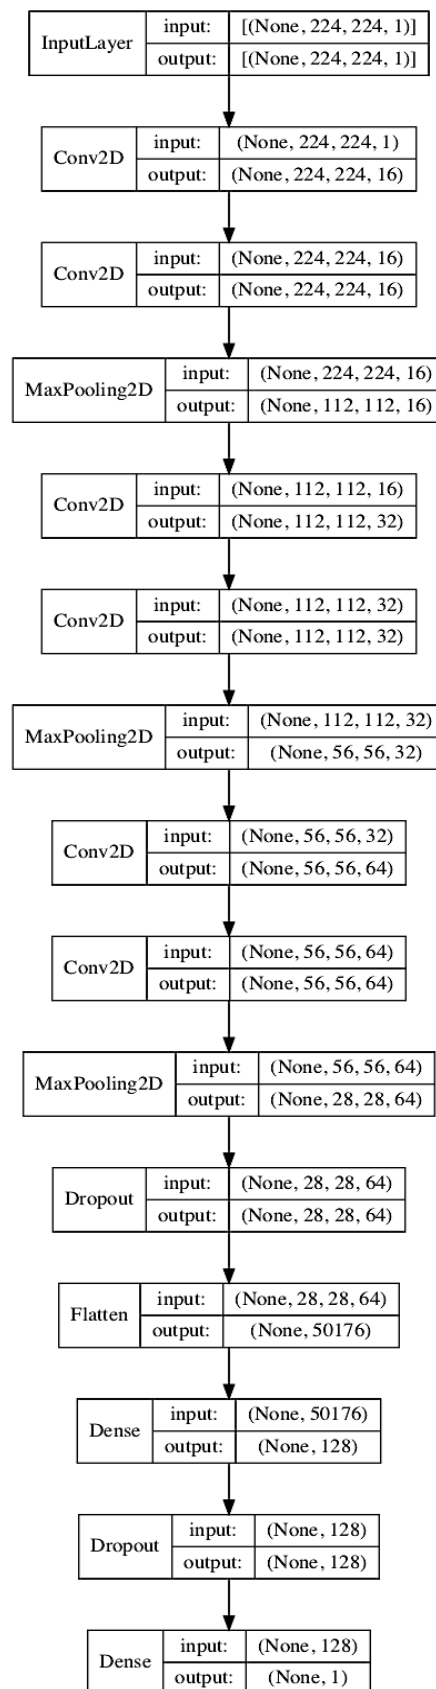 InputLayer input: [(None, 224, 224, 1)]
output: [(None, 224, 224, 1)]
Conv2D input: (None, 224, 224, 1)
output: (None, 224, 224, 16)
Conv2D input: (None, 224, 224, 16)
output: (None, 224, 224, 16)
MaxPooling2D input: (None, 224, 224, 16)
output: (None, 112, 112, 16)
Conv2D input: (None, 112, 112, 16)
output: (None, 112, 112, 32)
Conv2D input: (None, 112, 112, 32)
output: (None, 112, 112, 32)
MaxPooling2D input: (None, 112, 112, 32)
output: (None, 56, 56, 32)
Conv2D input: (None, 56, 56, 32)
output: (None, 56, 56, 64)
Conv2D input: (None, 56, 56, 64)
output: (None, 56, 56, 64)
MaxPooling2D input: (None, 56, 56, 64)
output: (None, 28, 28, 64)
Dropout input: (None, 28, 28, 64)
output: (None, 28, 28, 64)
Flatten input: (None, 28, 28, 64)
output: (None, 50176)
Dense input: (None, 50176)
output: (None, 128)
Dropout input: (None, 128)
output: (None, 128)
Dense input: (None, 128)
output: (None, 1)